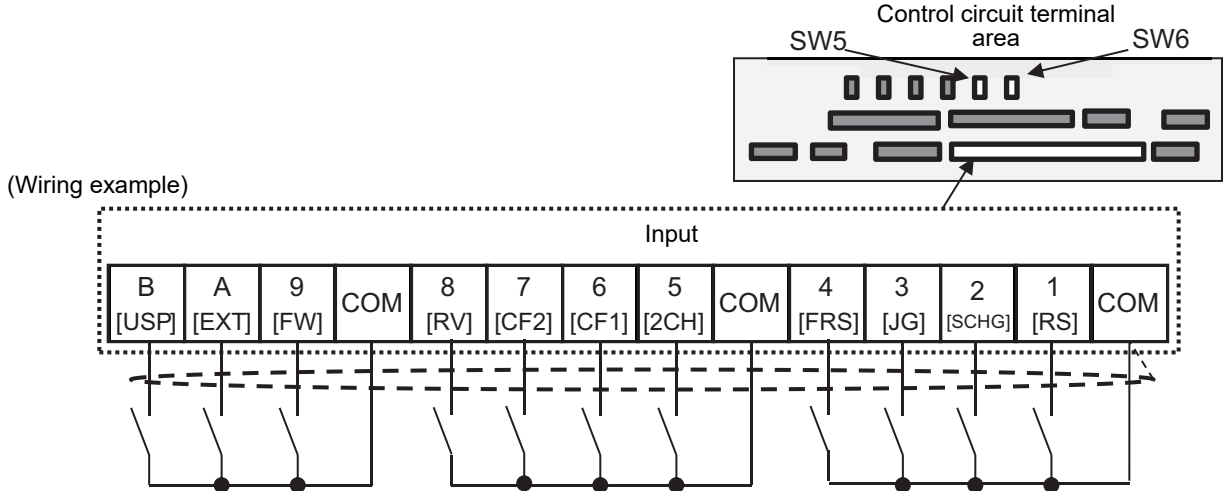 Control circuit terminal
area
SW5
SW6
(Wiring example)
Input
B A 9 COM 8 7 6 5 COM 4 3 2 1 COM
[USP] [EXT] [FW] [RV] [CF2] [CF1] [2CH] [FRS] [JG] [SCHG] [RS]